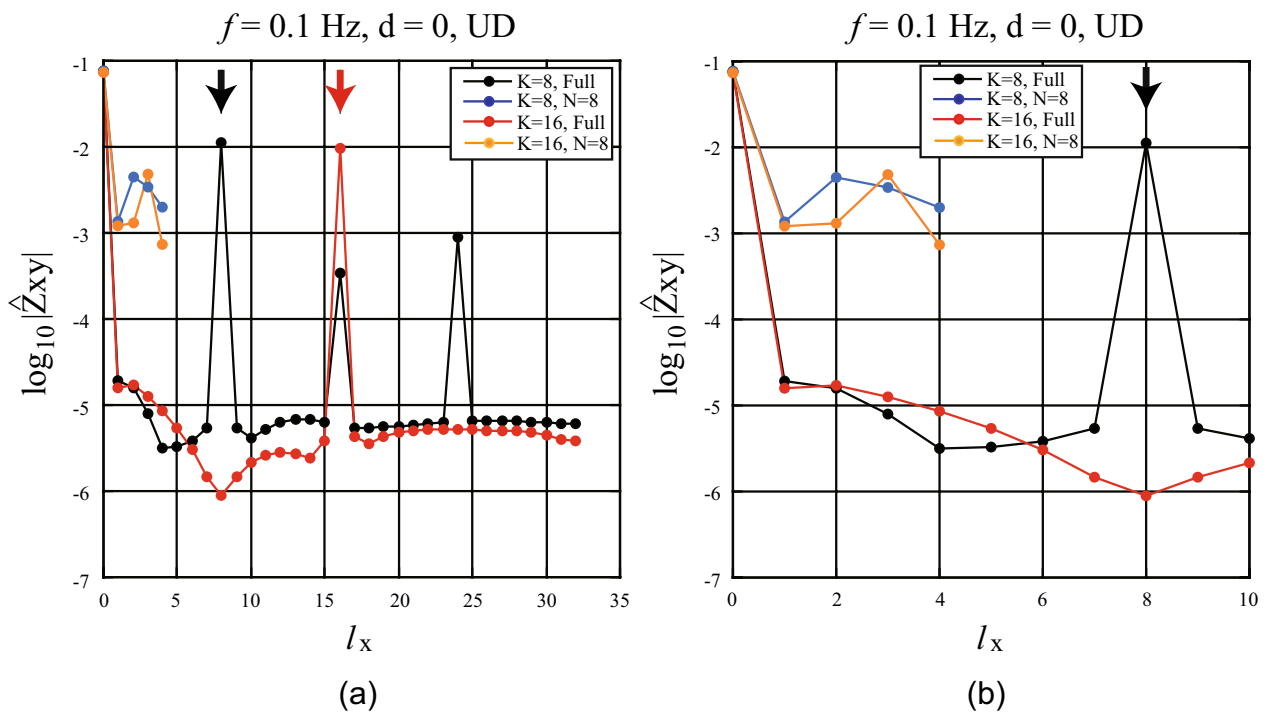 f = 0.1 Hz, d = 0, UD
-1
-2
-3
-4
-5
-6
-7
log10|Ẑxy|
0
5
10
15
20
25
30
35
lx
K=8, Full
K=8, N=8
K=16, Full
K=16, N=8
(a)
f = 0.1 Hz, d = 0, UD
-1
-2
-3
-4
-5
-6
-7
log10|Ẑxy|
0
2
4
6
8
10
lx
K=8, Full
K=8, N=8
K=16, Full
K=16, N=8
(b)